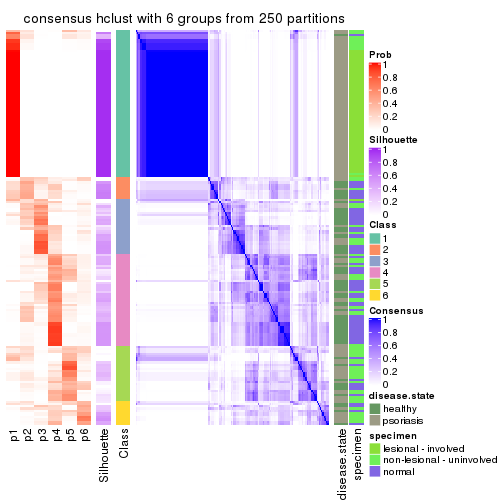 consensus hclust with 6 groups from 250 partitions
p1
p2
p3
p4
p5
p6
Silhouette
Class
disease.state
specimen
Prob
1
0.8
0.6
0.4
0.2
0
Silhouette
1
0.8
0.6
0.4
0.2
0
Class
1
2
3
4
5
6
Consensus
1
0.8
0.6
0.4
0.2
0
disease.state
healthy
psoriasis
specimen
lesional - involved
non-lesional - uninvolved
normal